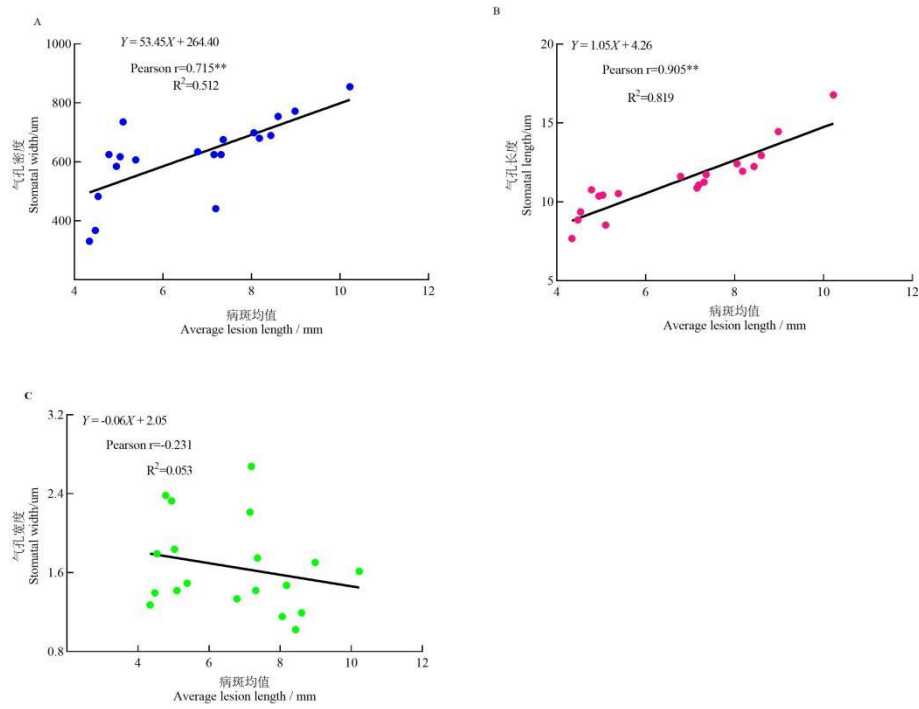 A
Y = 53.45X + 264.40
Pearson r=0.715**
R²=0.512
1000
800
600
400
气孔密度
Stomatal width/um
4
6
8
10
12
病斑均值
Average lesion length / mm
B
Y = 1.05X + 4.26
Pearson r=0.905**
R²=0.819
20
15
10
5
气孔长度
Stomatal length/um
4
6
8
10
12
病斑均值
Average lesion length / mm
C
Y = -0.06X + 2.05
Pearson r=-0.231
R²=0.053
3.2
2.4
1.6
0.8
气孔宽度
Stomatal width/um
4
6
8
10
12
病斑均值
Average lesion length / mm